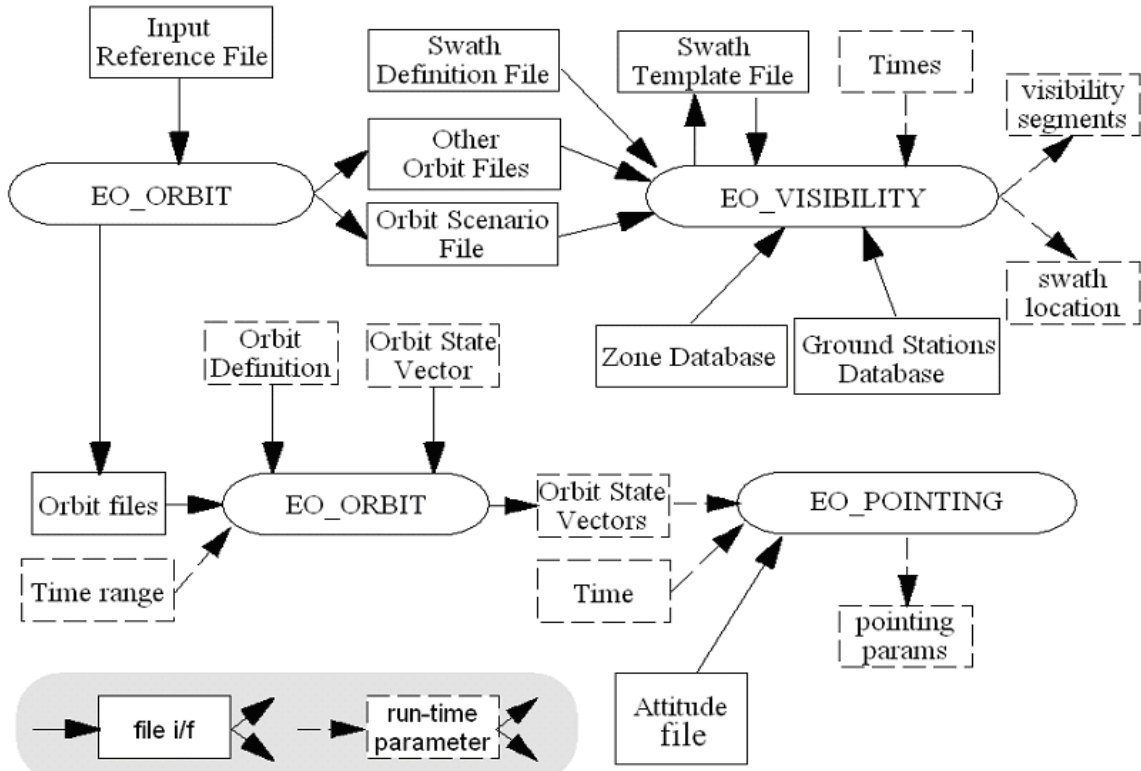 Input
Reference File
Swath
Definition File
Swath
Template File
Times
visibility
segments
Other
Orbit Files
EO_ORBIT
EO_VISIBILITY
Orbit Scenario
File
swath
location
Orbit
Definition
Orbit State
Vector
Zone Database
Ground Stations
Database
Orbit files
EO_ORBIT
Orbit State
Vectors
EO_POINTING
Time range
Time
pointing
params
Attitude
file
file i/f
run-time
parameter